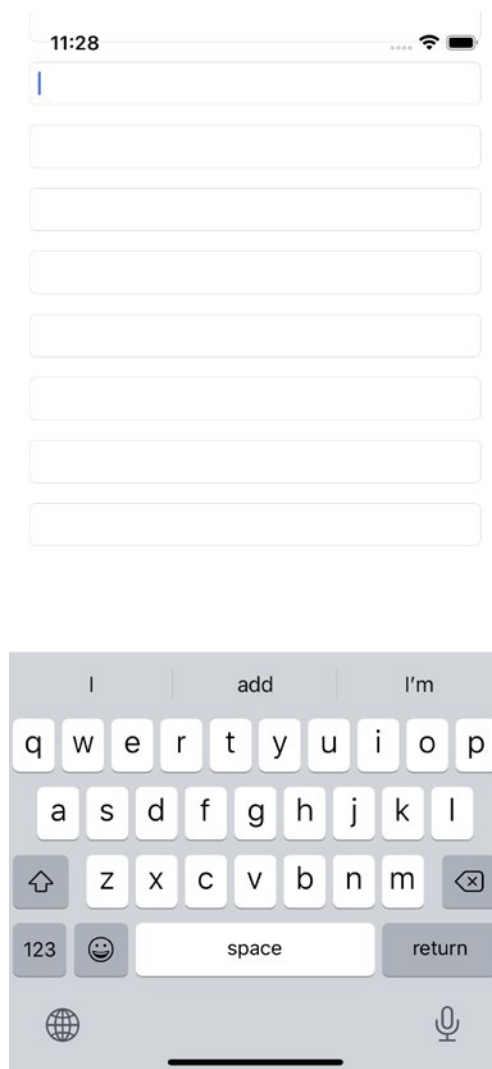 11:28
I add I'm
q w e r t y u i o p
a s d f g h j k l
z x c v b n m
123 space return